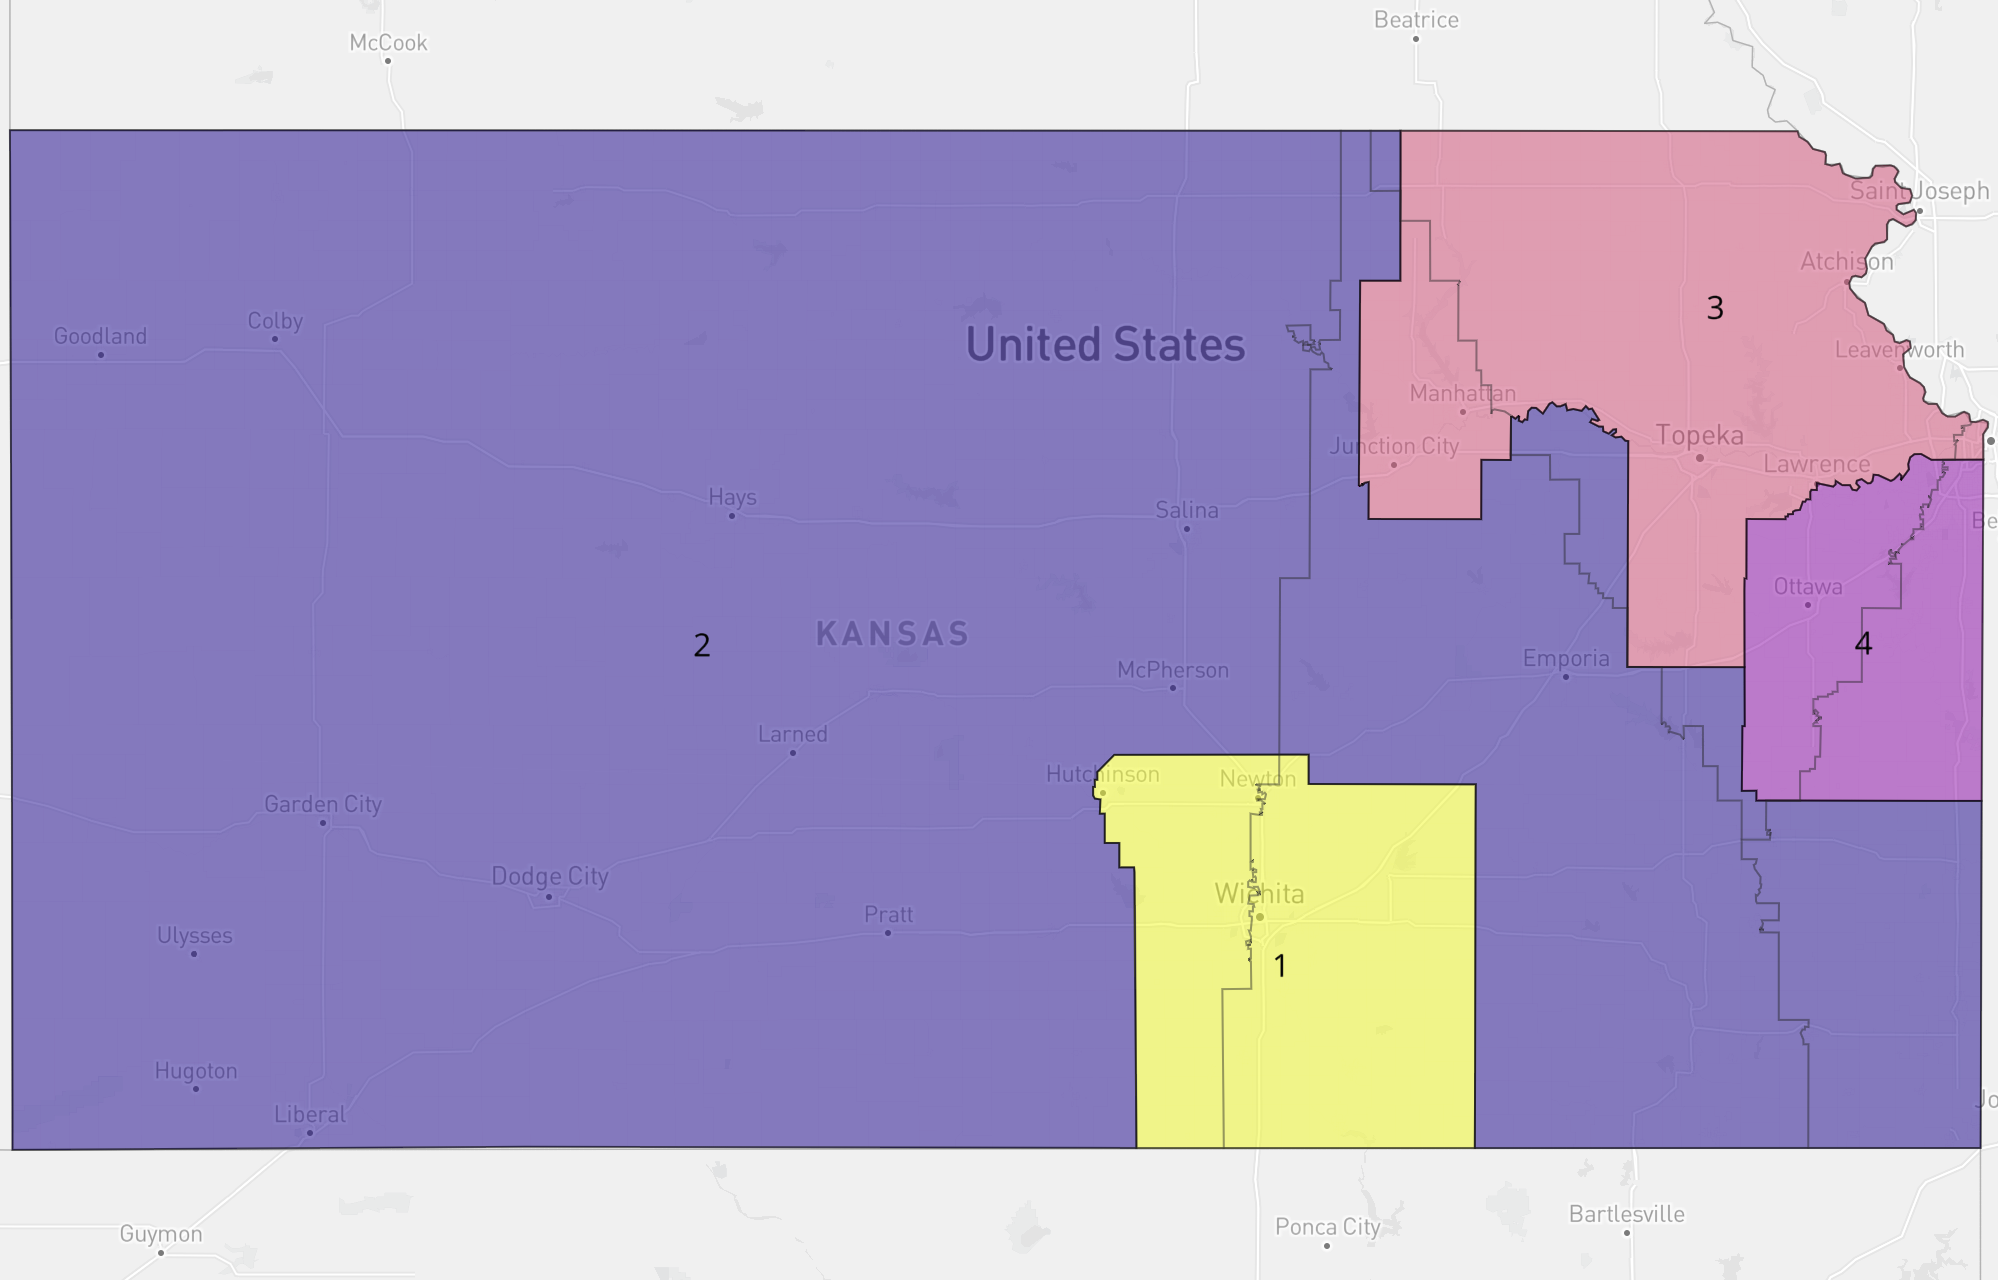 Beatrice
McCook
Saint Joseph
Atchison
3
Goodland
Colby
United States
Leavenworth
Manhattan
Topeka
Junction City
Lawrence
Hays
Salina
Be
Ottawa
KANSAS
2
4
McPherson
Emporia
Larned
Hutchinson
Newton
Garden City
Dodge City
Wichita
Pratt
Ulysses
1
Hugoton
Liberal
Jo
Guymon
Ponca City
Bartlesville